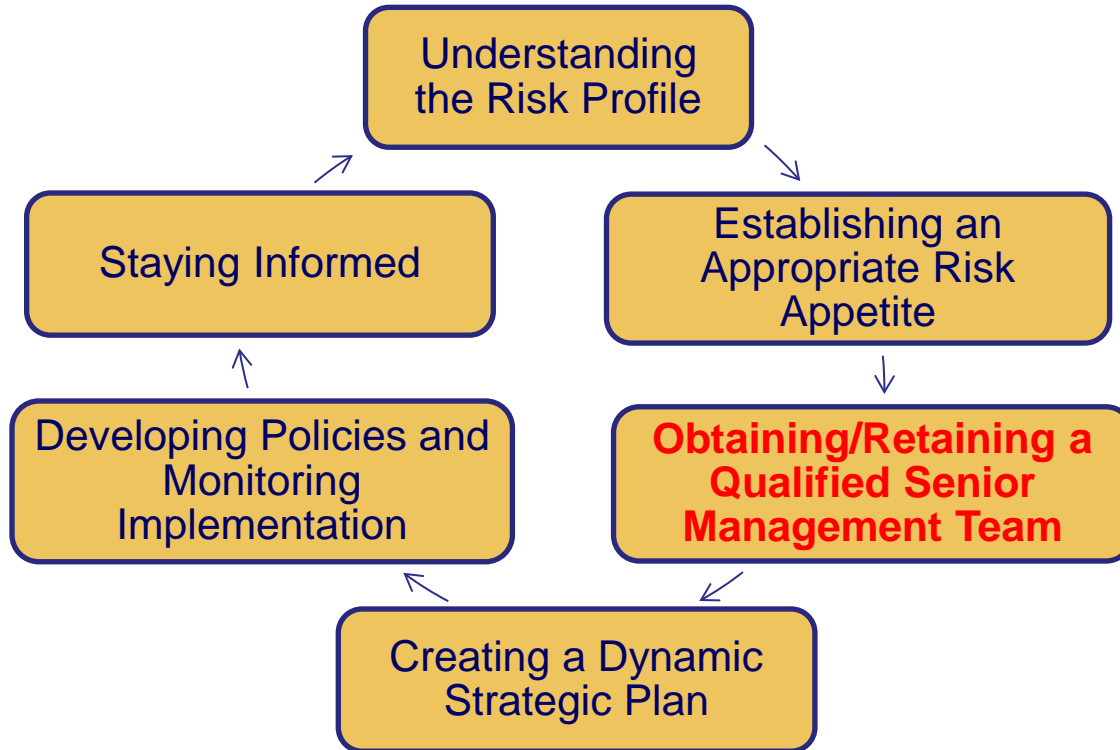 Understanding
the Risk Profile
Establishing an
Appropriate Risk
Appetite
Obtaining/Retaining a
Qualified Senior
Management Team
Creating a Dynamic
Strategic Plan
Developing Policies and
Monitoring
Implementation
Staying Informed